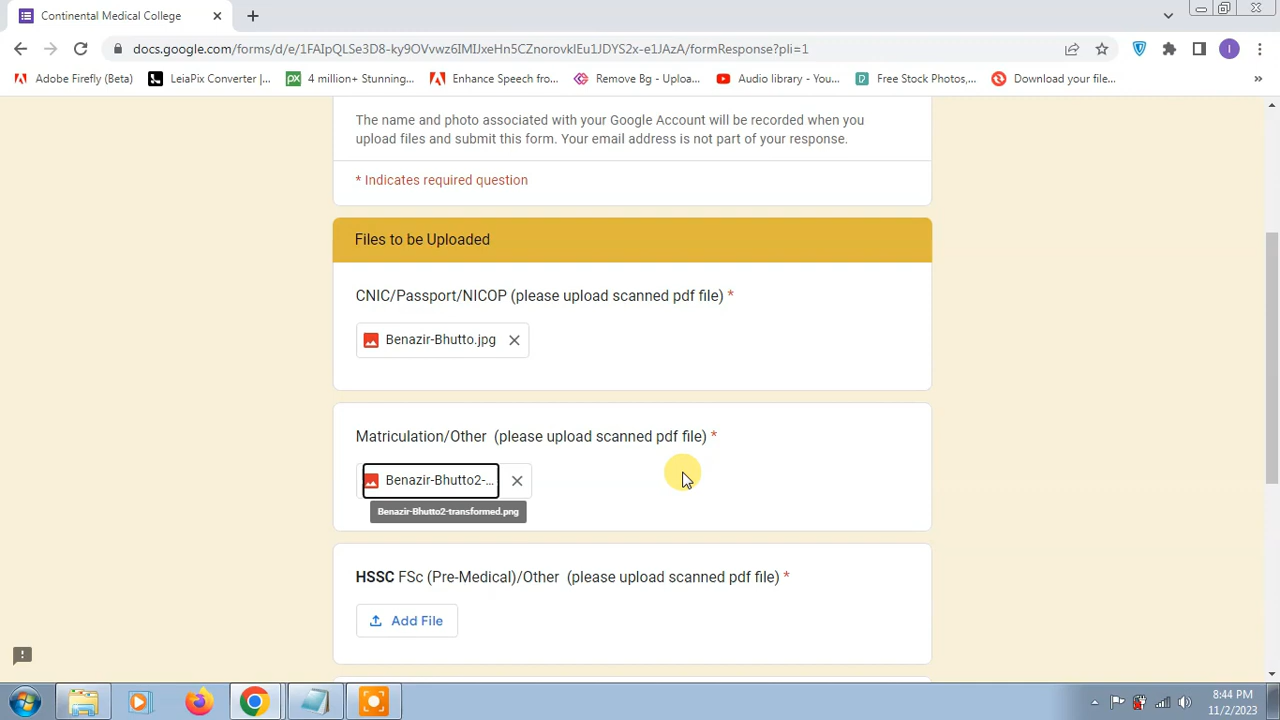 Continental Medical College
docs.google.com/forms/d/e/1FAIpQLSe3D8-ky9OVvwz6IMIJxeHn5CZnorovklEu1JDYS2x-e1JAzA/formResponse?pli=1
I
Adobe Firefly (Beta)
LeiaPix Converter |...
4 million+ Stunning...
Enhance Speech fro...
Remove Bg - Uploa...
Audio library - You...
Free Stock Photos,...
Download your file...
»
The name and photo associated with your Google Account will be recorded when you
upload files and submit this form. Your email address is not part of your response.
* Indicates required question
Files to be Uploaded
CNIC/Passport/NICOP (please upload scanned pdf file) *
Benazir-Bhutto.jpg
Matriculation/Other (please upload scanned pdf file) *
Benazir-Bhutto2-...
Benazir-Bhutto2-transformed.png
HSSC FSc (Pre-Medical)/Other (please upload scanned pdf file) *
Add File
8:44 PM
11/2/2023